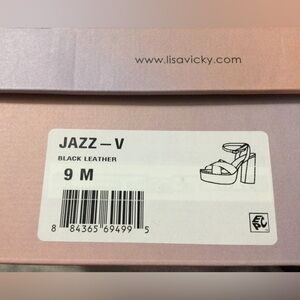 www.lisavicky.com
JAZZ-V
BLACK LEATHER
9 M
8 84365 69499 5